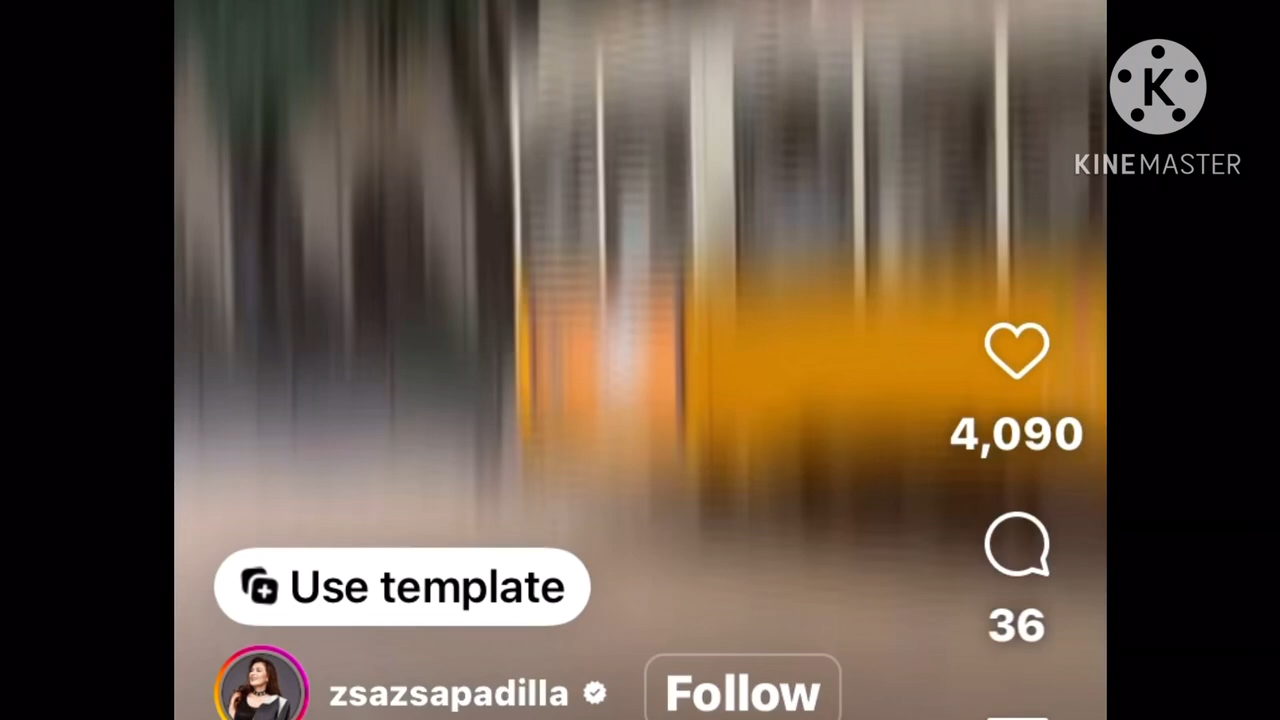 K
KINEMASTER
4,090
36
Use template
zsazsapadilla
Follow